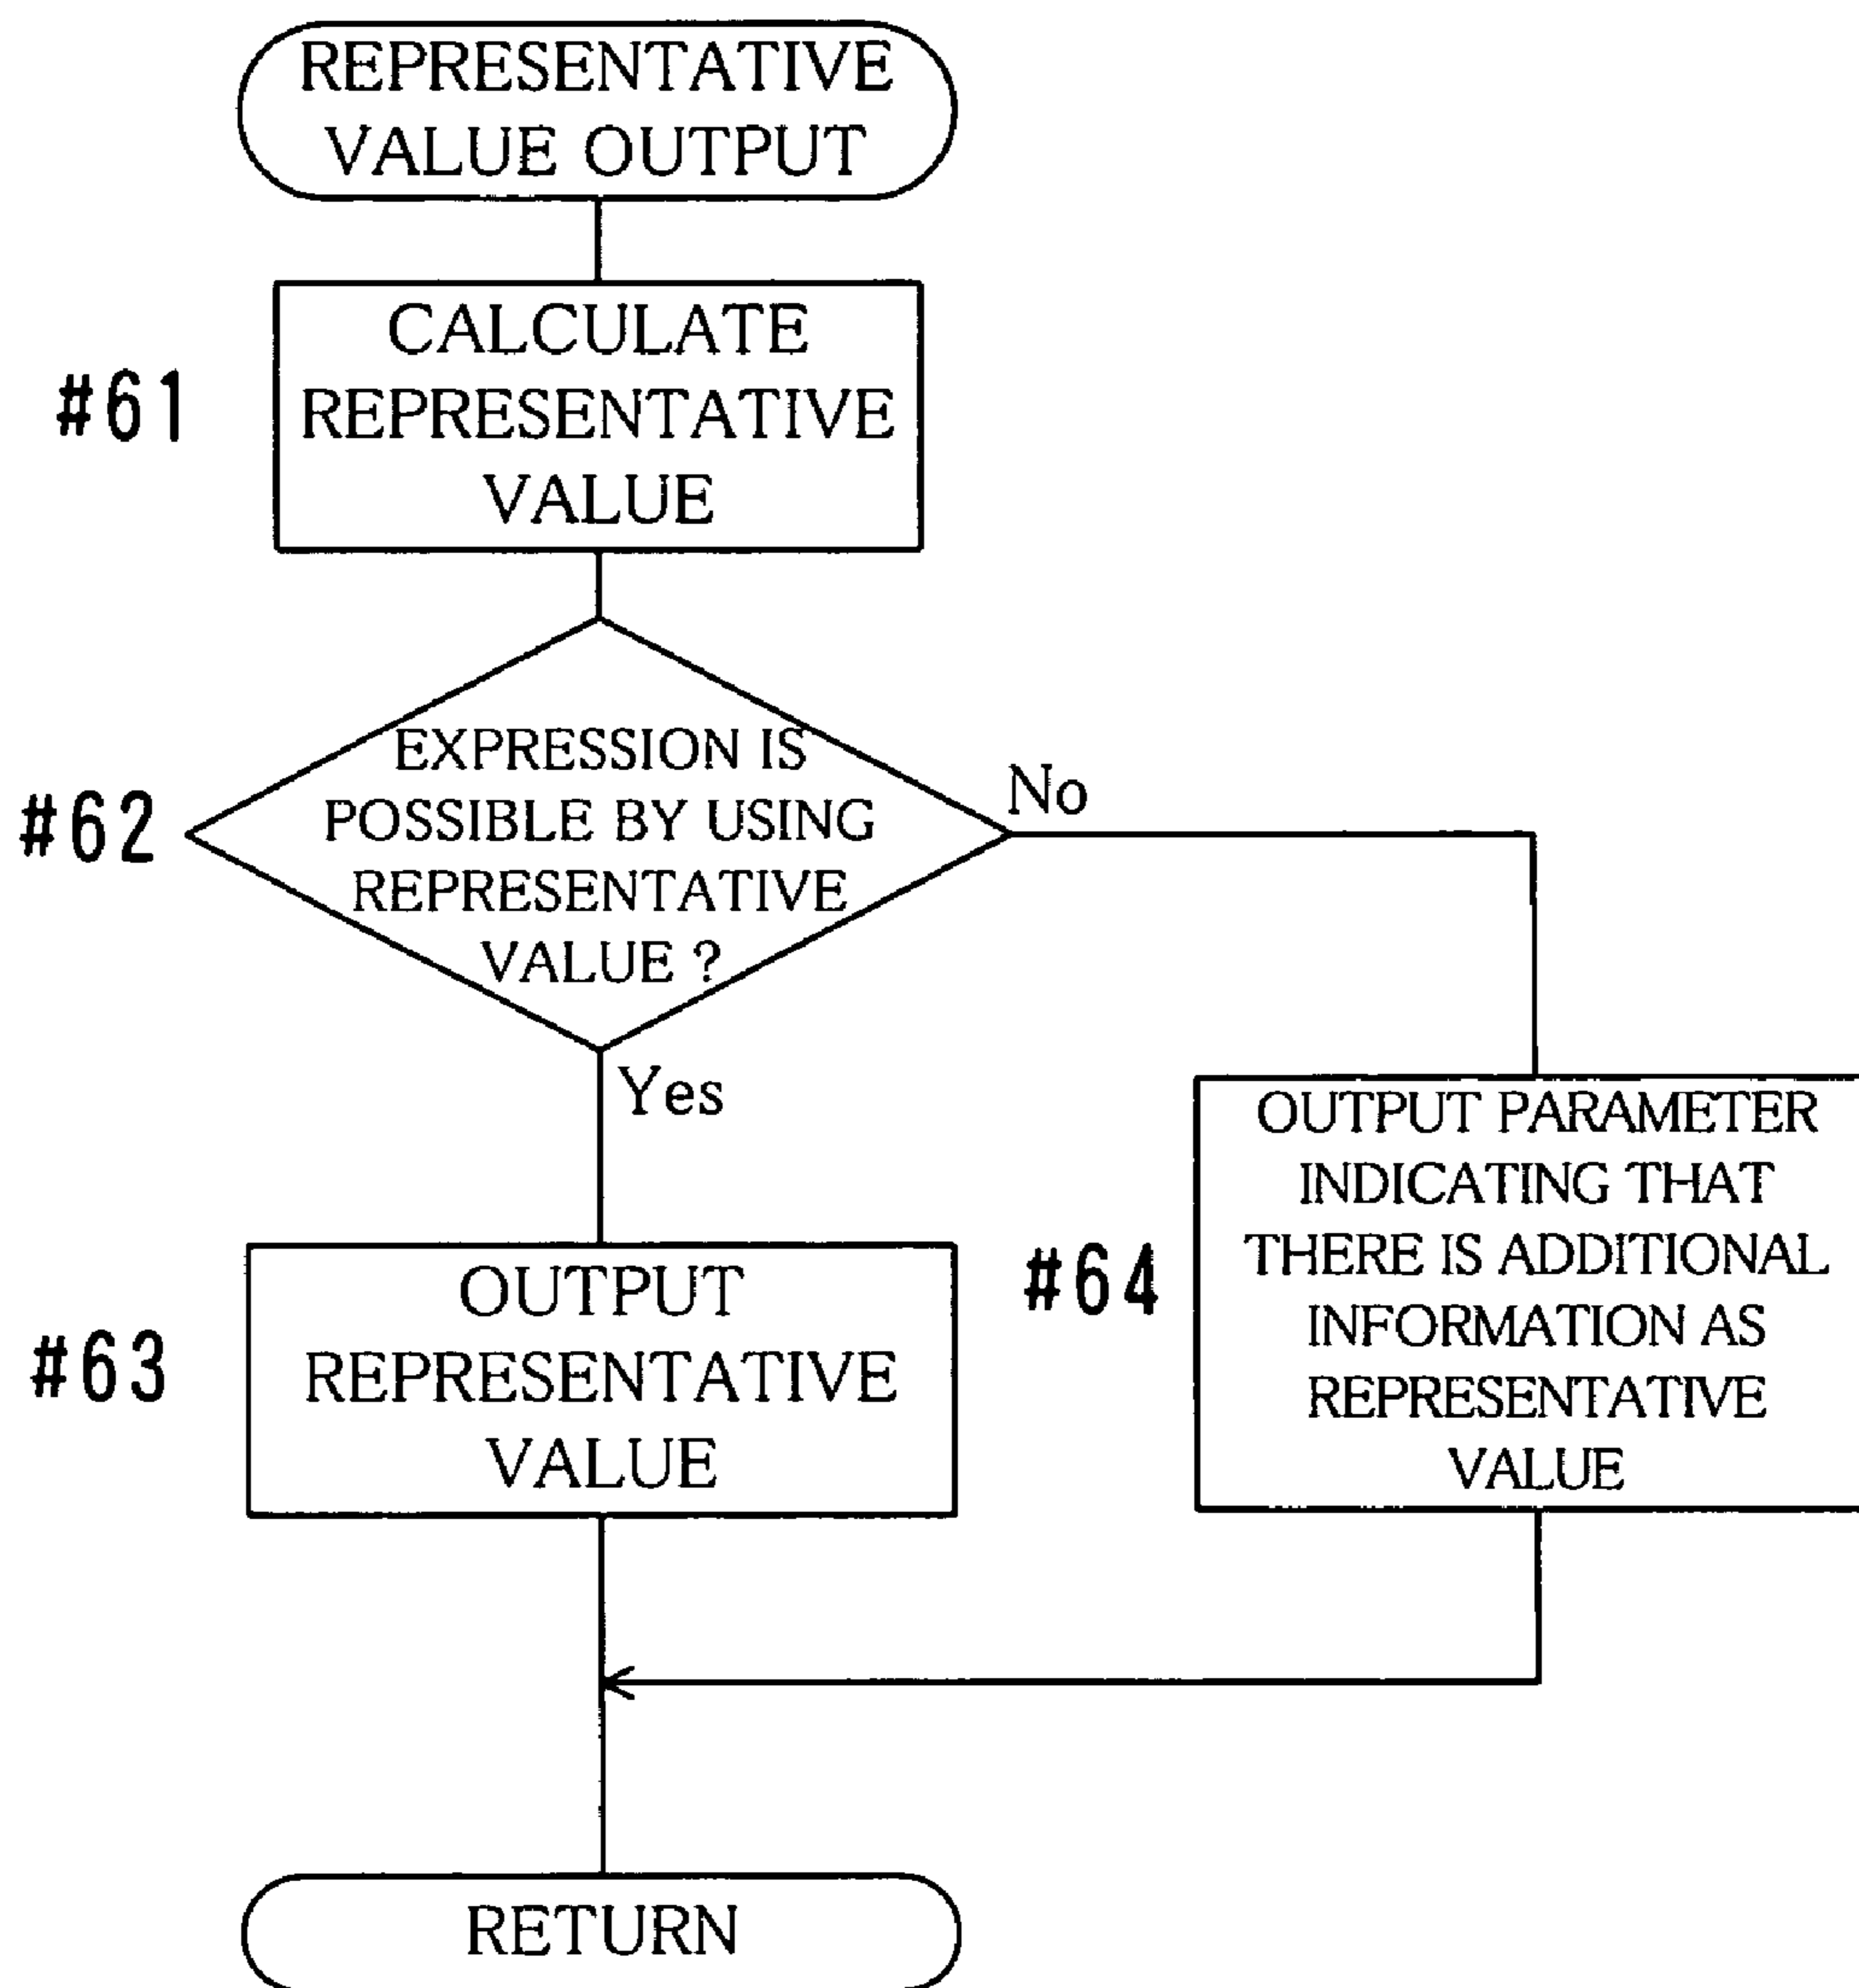 REPRESENTATIVE
VALUE OUTPUT
#61
CALCULATE
REPRESENTATIVE
VALUE
#62
EXPRESSION IS
POSSIBLE BY USING
REPRESENTATIVE
VALUE ?
No
Yes
#63
OUTPUT
REPRESENTATIVE
VALUE
#64
OUTPUT PARAMETER
INDICATING THAT
THERE IS ADDITIONAL
INFORMATION AS
REPRESENTATIVE
VALUE
RETURN